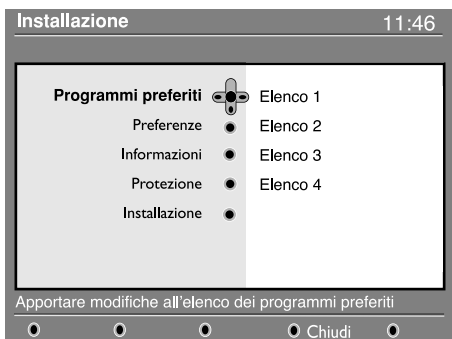 Installazione 11:46
Programmi preferiti Elenco 1
Preferenze Elenco 2
Informazioni Elenco 3
Protezione Elenco 4
Installazione
Apportare modifiche all'elenco dei programmi preferiti
Chiudi